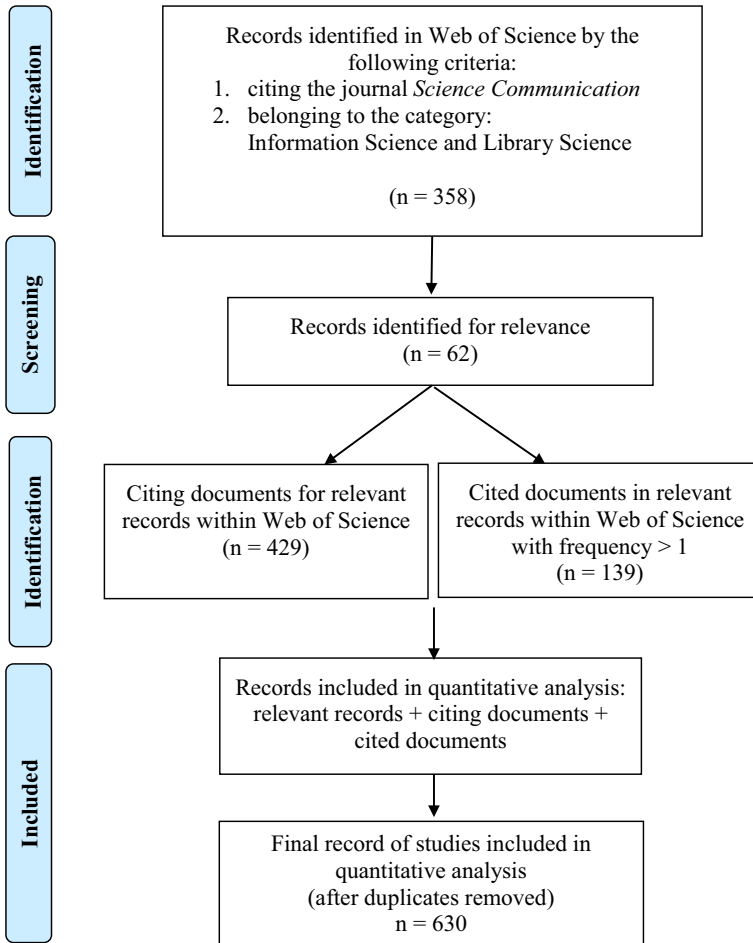 Identification
Records identified in Web of Science by the
following criteria:
1. citing the journal Science Communication
2. belonging to the category:
Information Science and Library Science
(n = 358)
Screening
Records identified for relevance
(n = 62)
Identification
Citing documents for relevant
records within Web of Science
(n = 429)
Cited documents in relevant
records within Web of Science
with frequency > 1
(n = 139)
Included
Records included in quantitative analysis:
relevant records + citing documents +
cited documents
Final record of studies included in
quantitative analysis
(after duplicates removed)
n = 630